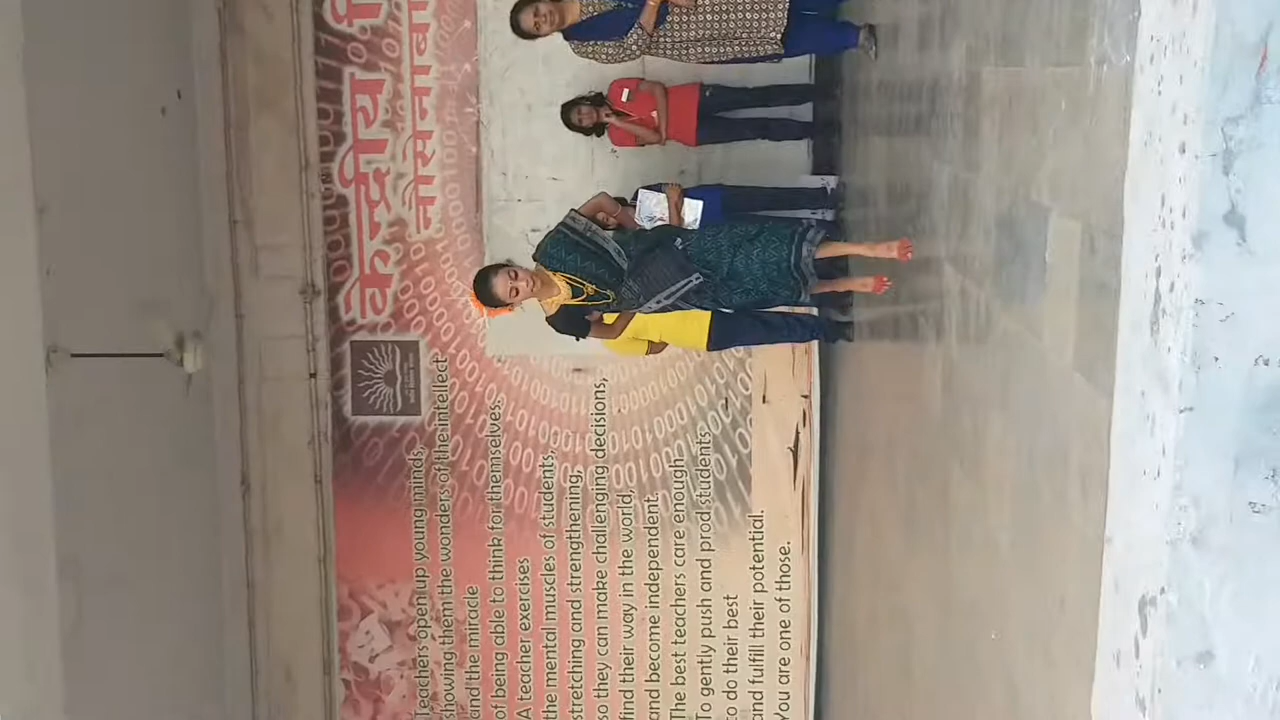 केन्द्रीय
नौसेनाबा
Teachers open up young minds,
showing them the wonders of the intellect
and the miracle
of being able to think for themselves.
A teacher exercises
the mental muscles of students,
stretching and strengthening,
so they can make challenging decisions,
find their way in the world,
and become independent.
The best teachers care enough
To gently push and prod students
to do their best
and fulfill their potential.
You are one of those.